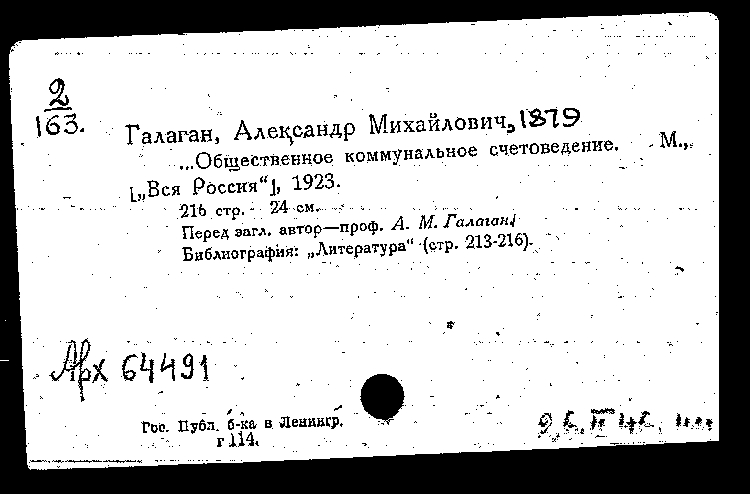 2
163.
Галаган, Александр Михайлович, 1879
...Общественное коммунальное счетоведение. М.,
[„Вся Россия“], 1923.
216 стр. 24 см.
Перед загл. автор—проф. А. М. Галаган.
Библиография: „Литература“ (стр. 213-216).
Арх 64491
Гос. Публ. б-ка в Ленингр.
г 114.